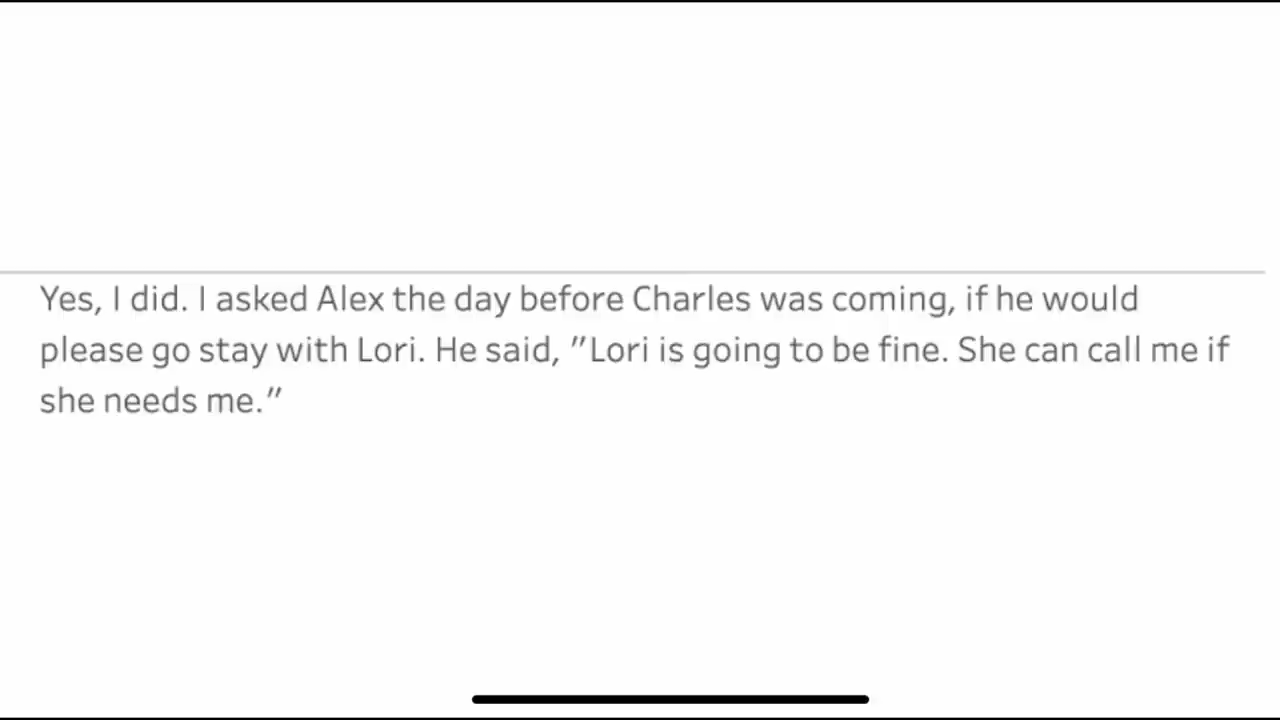 Yes, I did. I asked Alex the day before Charles was coming, if he would
please go stay with Lori. He said, "Lori is going to be fine. She can call me if
she needs me."